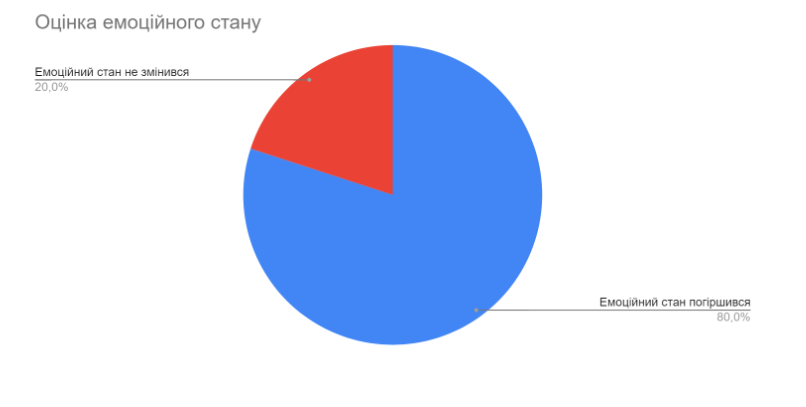 Оцінка емоційного стану
Емоційний стан не змінився
20,0%
Емоційний стан погіршився
80,0%